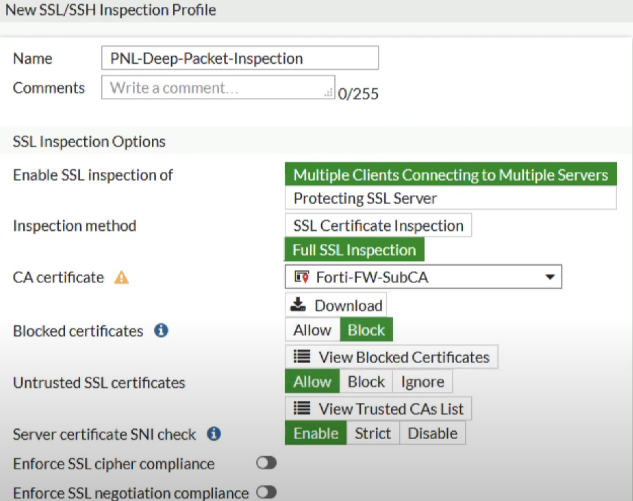 New SSL/SSH Inspection Profile
Name PNL-Deep-Packet-Inspection
Comments Write a comment... 0/255
SSL Inspection Options
Enable SSL inspection of Multiple Clients Connecting to Multiple Servers
Protecting SSL Server
Inspection method SSL Certificate Inspection
Full SSL Inspection
CA certificate Forti-FW-SubCA
Download
Blocked certificates Allow Block
View Blocked Certificates
Untrusted SSL certificates Allow Block Ignore
View Trusted CAs List
Server certificate SNI check Enable Strict Disable
Enforce SSL cipher compliance
Enforce SSL negotiation compliance